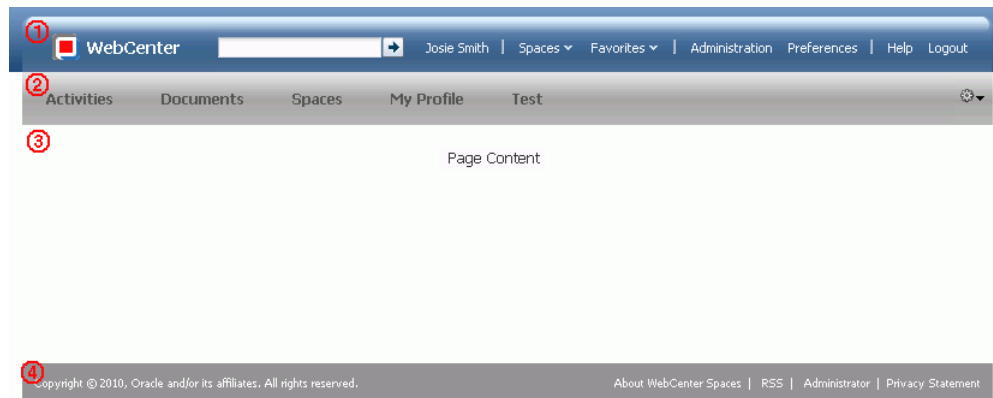 1
WebCenter Josie Smith | Spaces Favorites | Administration Preferences | Help Logout
2
Activities Documents Spaces My Profile Test
3
Page Content
4
Copyright © 2010, Oracle and/or its affiliates. All rights reserved. About WebCenter Spaces | RSS | Administrator | Privacy Statement